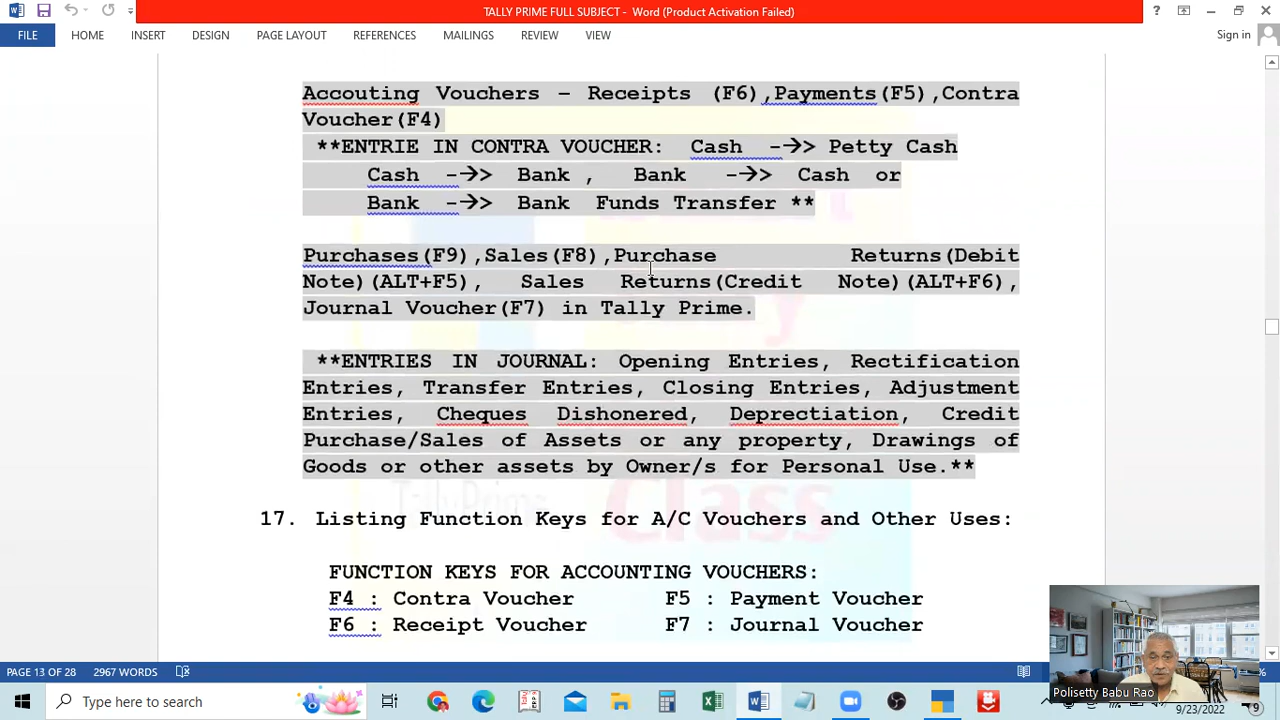 TALLY PRIME FULL SUBJECT - Word (Product Activation Failed)
FILE HOME INSERT DESIGN PAGE LAYOUT REFERENCES MAILINGS REVIEW VIEW Sign in
Accouting Vouchers – Receipts (F6),Payments(F5),Contra
Voucher(F4)
**ENTRIE IN CONTRA VOUCHER: Cash -→> Petty Cash
Cash -→> Bank , Bank -→> Cash or
Bank -→> Bank Funds Transfer **
Purchases(F9),Sales(F8),Purchase Returns(Debit
Note)(ALT+F5), Sales Returns(Credit Note)(ALT+F6),
Journal Voucher(F7) in Tally Prime.
**ENTRIES IN JOURNAL: Opening Entries, Rectification
Entries, Transfer Entries, Closing Entries, Adjustment
Entries, Cheques Dishonered, Deprectiation, Credit
Purchase/Sales of Assets or any property, Drawings of
Goods or other assets by Owner/s for Personal Use.**
TallyPrime Class
17. Listing Function Keys for A/C Vouchers and Other Uses:
FUNCTION KEYS FOR ACCOUNTING VOUCHERS:
F4 : Contra Voucher F5 : Payment Voucher
F6 : Receipt Voucher F7 : Journal Voucher
Polisetty Babu Rao
PAGE 13 OF 28 2967 WORDS
Type here to search
9/23/2022